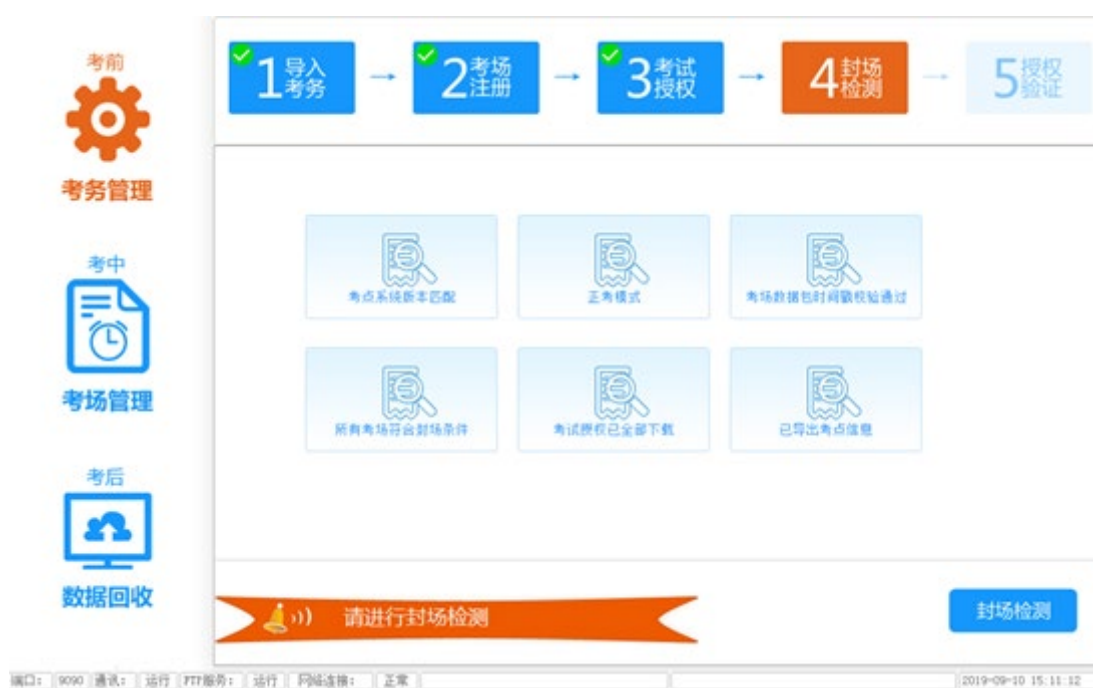 考前
考务管理
考中
考场管理
考后
数据回收
1 导入考务
2 考场注册
3 考试授权
4 封场检测
5 授权验证
考点系统版本匹配
正考模式
考场数据包时间戳校验通过
所有考场符合封场条件
考试授权已全部下载
已导出考点信息
请进行封场检测
封场检测
端口： 9090 通讯： 运行 FTP服务： 运行 网络连接： 正常 2019-09-10 15:11:12